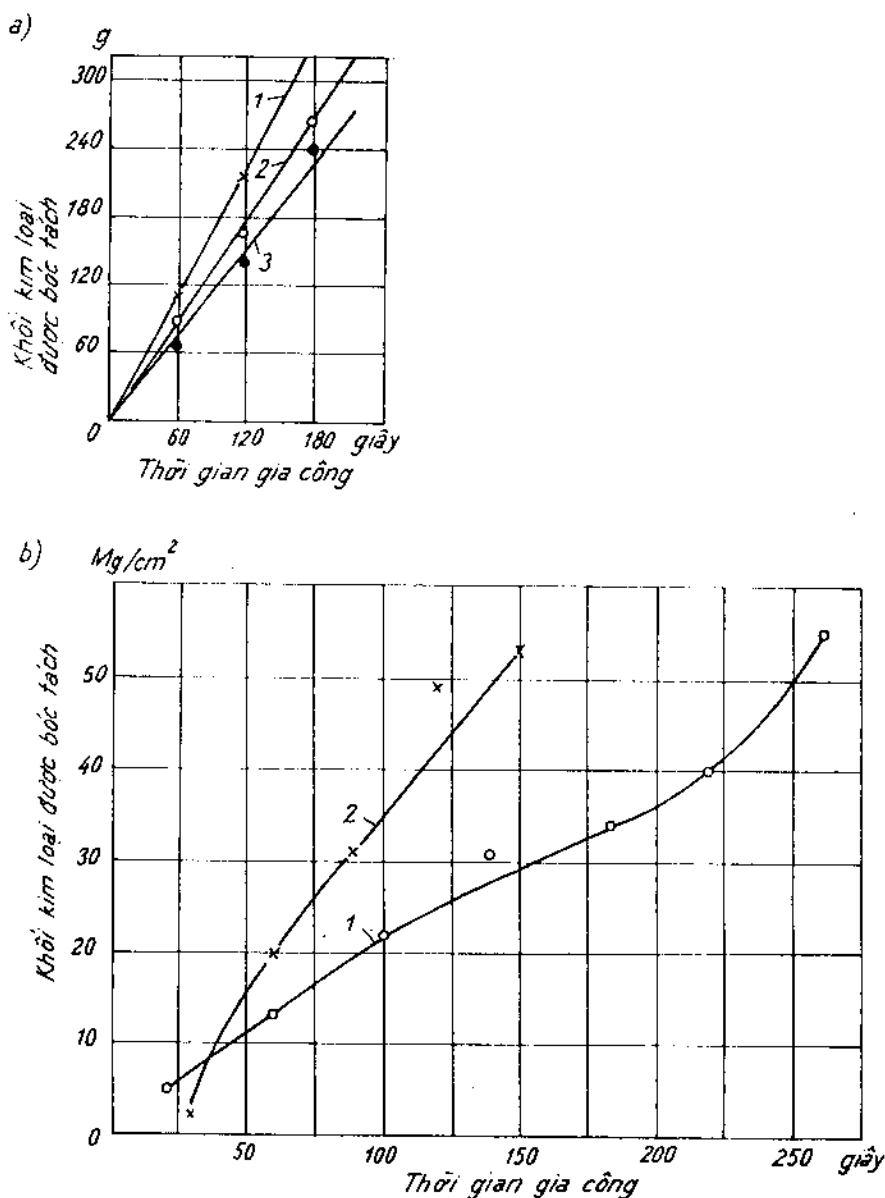 a)
g
300
240
180
120
60
0
Khối kim loại
được bóc tách
1
2
3
60 120 180 giây
Thời gian gia công
b) Mg/cm²
50
40
30
20
10
0
Khối kim loại được bóc tách
2
1
50 100 150 200 250 giây
Thời gian gia công